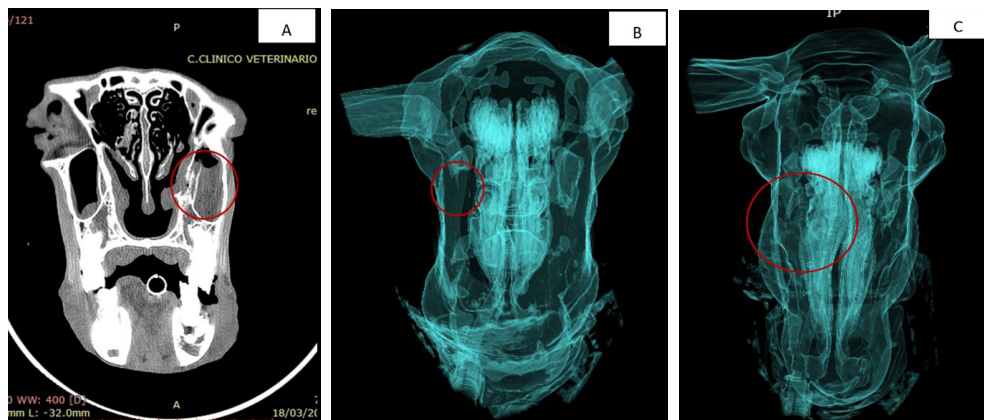 /121
A
P
C.CLINICO VETERINARIO
re
0 WW: 400 [D]
mm L: -32.0mm
A
18/03/20
B
IP
C